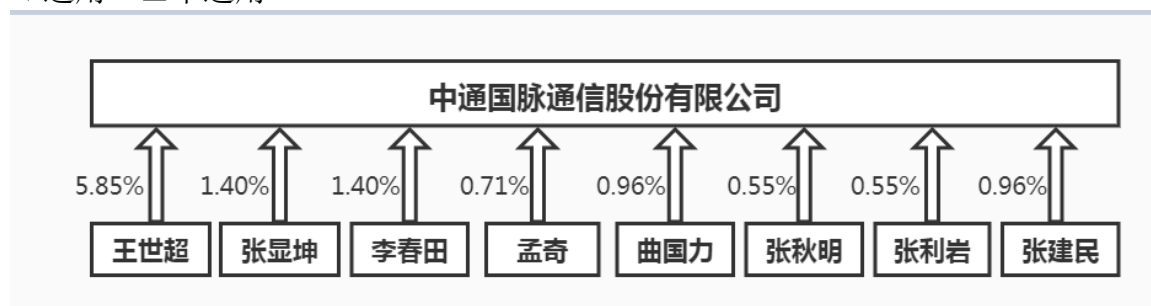 中通国脉通信股份有限公司
5.85% 1.40% 1.40% 0.71% 0.96% 0.55% 0.55% 0.96%
王世超 张显坤 李春田 孟奇 曲国力 张秋明 张利岩 张建民